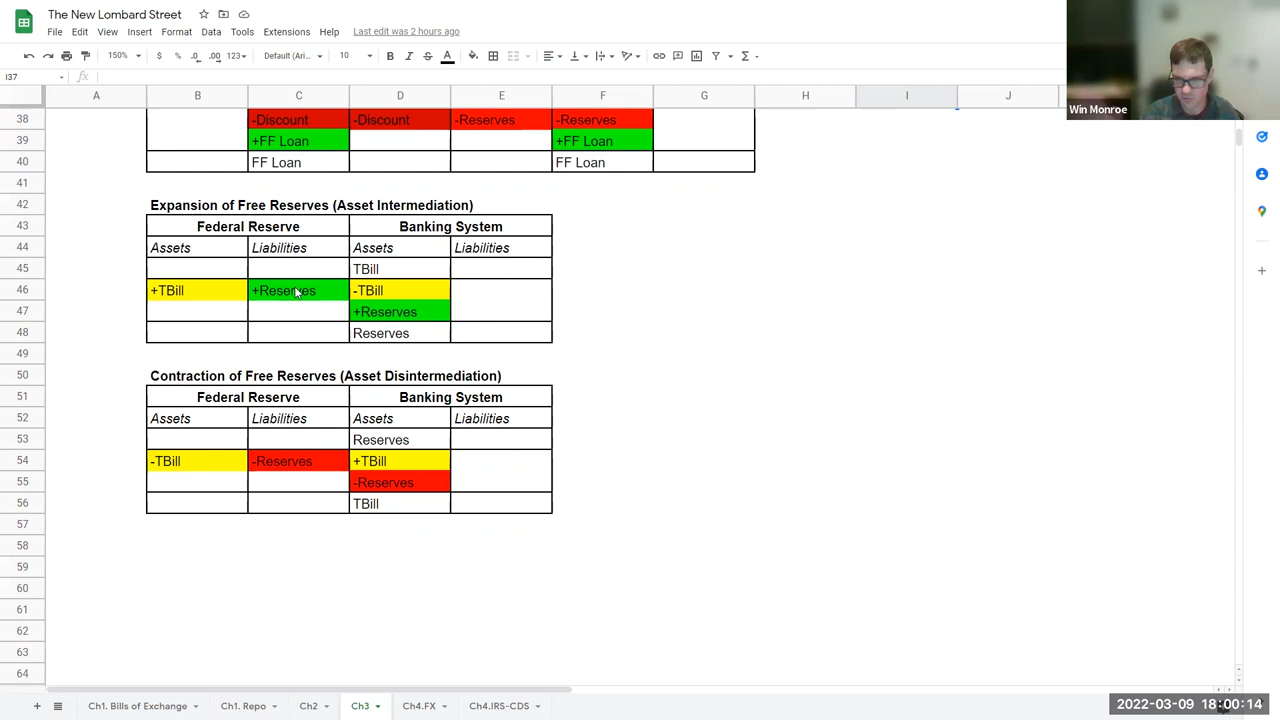 The New Lombard Street
File Edit View Insert Format Data Tools Extensions Help Last edit was 2 hours ago
150% $ % .0 .00 123 Default (Ari... 10 B I S A Σ
I37 fx
Win Monroe
A B C D E F G H I J
38 -Discount -Discount -Reserves -Reserves
39 +FF Loan +FF Loan
40 FF Loan FF Loan
41
42 Expansion of Free Reserves (Asset Intermediation)
43 Federal Reserve Banking System
44 Assets Liabilities Assets Liabilities
45 TBill
46 +TBill +Reserves -TBill
47 +Reserves
48 Reserves
49
50 Contraction of Free Reserves (Asset Disintermediation)
51 Federal Reserve Banking System
52 Assets Liabilities Assets Liabilities
53 Reserves
54 -TBill -Reserves +TBill
55 -Reserves
56 TBill
57
58
59
60
61
62
63
64
Ch1. Bills of Exchange Ch1. Repo Ch2 Ch3 Ch4.FX Ch4.IRS-CDS
2022-03-09 18:00:14